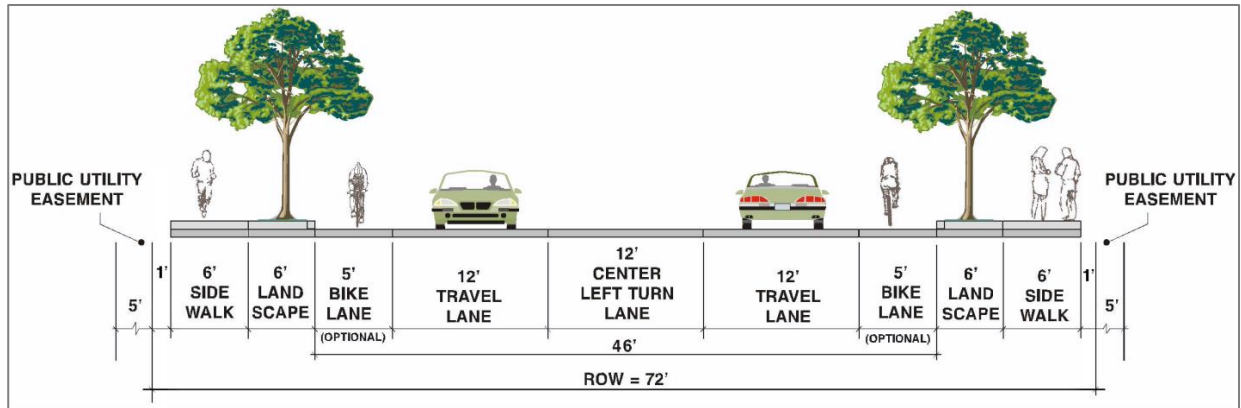 PUBLIC UTILITY
EASEMENT
PUBLIC UTILITY
EASEMENT
5'
1'
6'
SIDE
WALK
6'
LAND
SCAPE
5'
BIKE
LANE
(OPTIONAL)
12'
TRAVEL
LANE
12'
CENTER
LEFT TURN
LANE
12'
TRAVEL
LANE
5'
BIKE
LANE
(OPTIONAL)
6'
LAND
SCAPE
6'
SIDE
WALK
1'
5'
46'
ROW = 72'